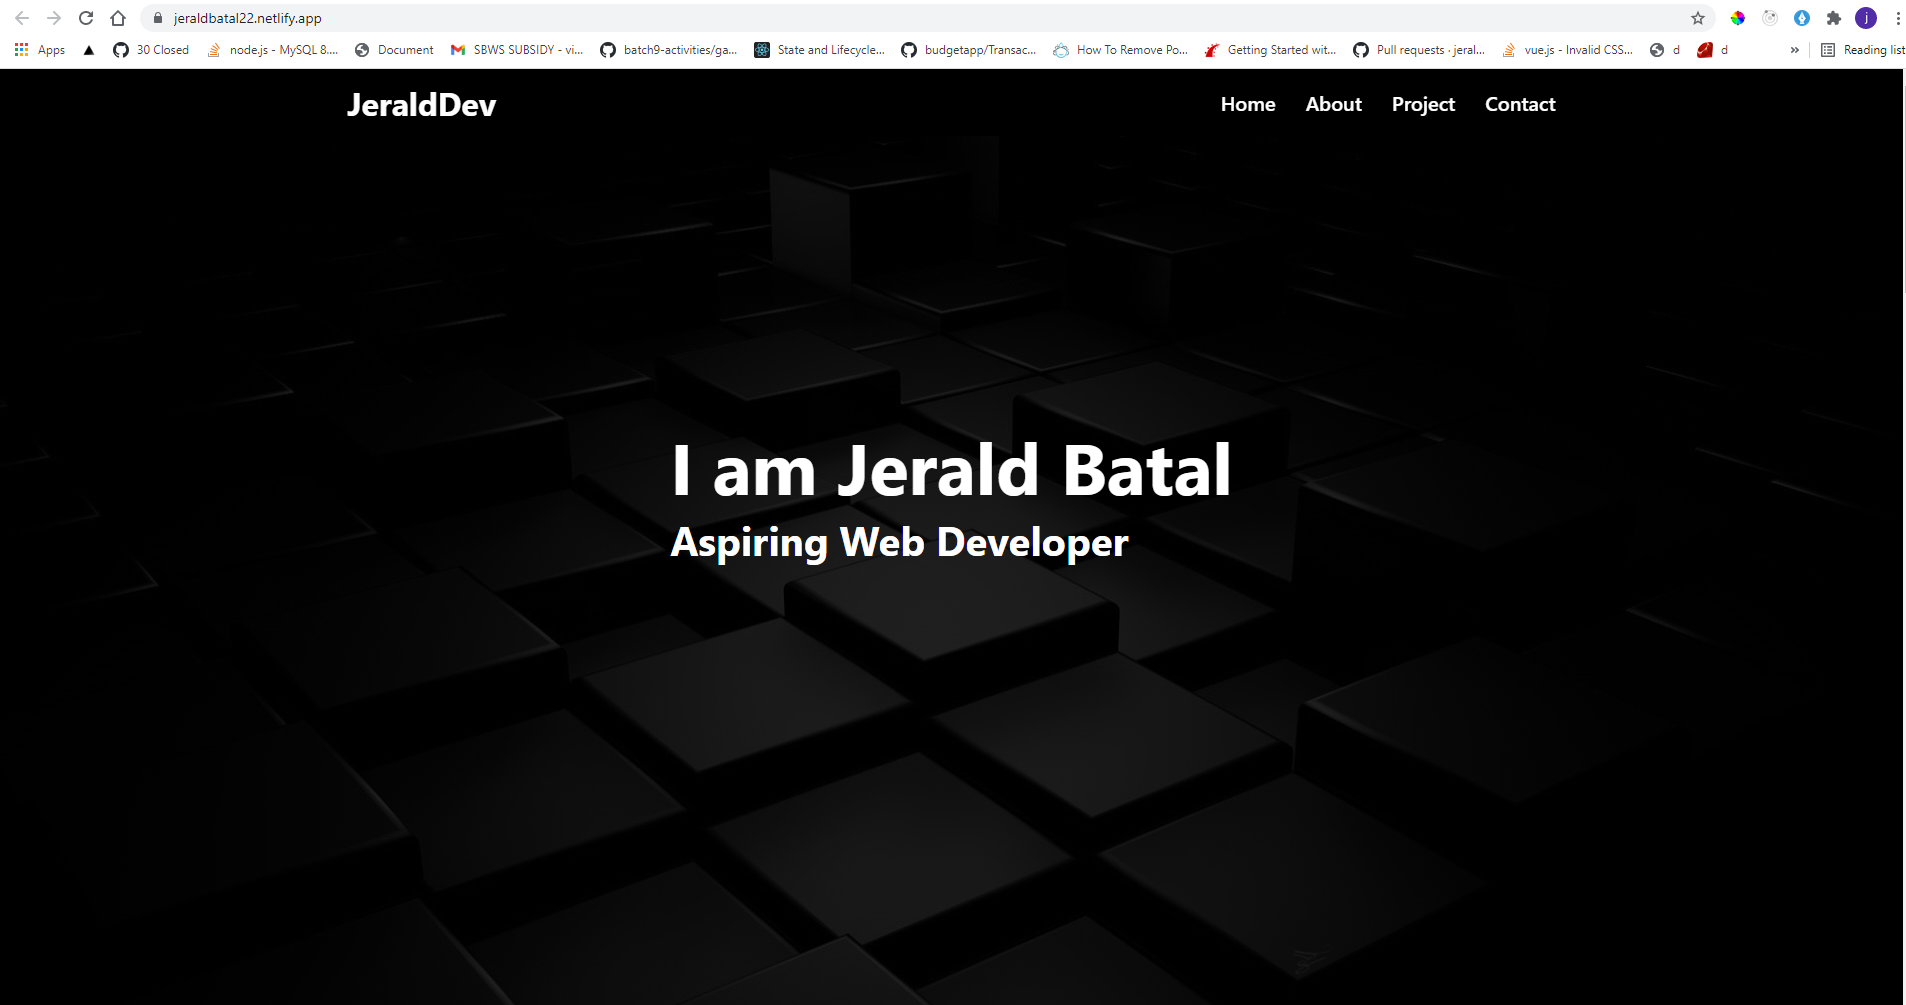 jeraldbatal22.netlify.app
j
Apps 30 Closed node.js - MySQL 8.... Document SBWS SUBSIDY - vi... batch9-activities/ga... State and Lifecycle... budgetapp/Transac... How To Remove Po... Getting Started wit... Pull requests · jeral... vue.js - Invalid CSS... d d » Reading list
JeraldDev Home About Project Contact
I am Jerald Batal
Aspiring Web Developer